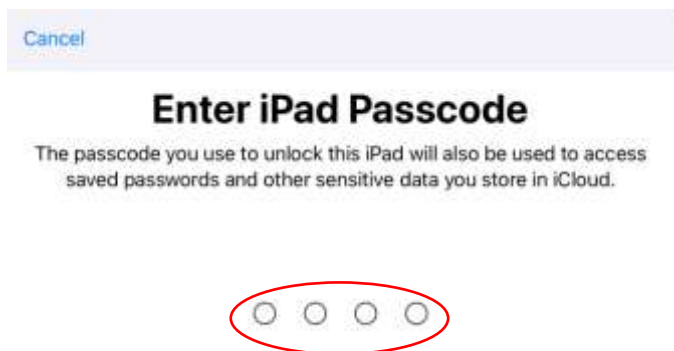 Cancel
Enter iPad Passcode
The passcode you use to unlock this iPad will also be used to access
saved passwords and other sensitive data you store in iCloud.